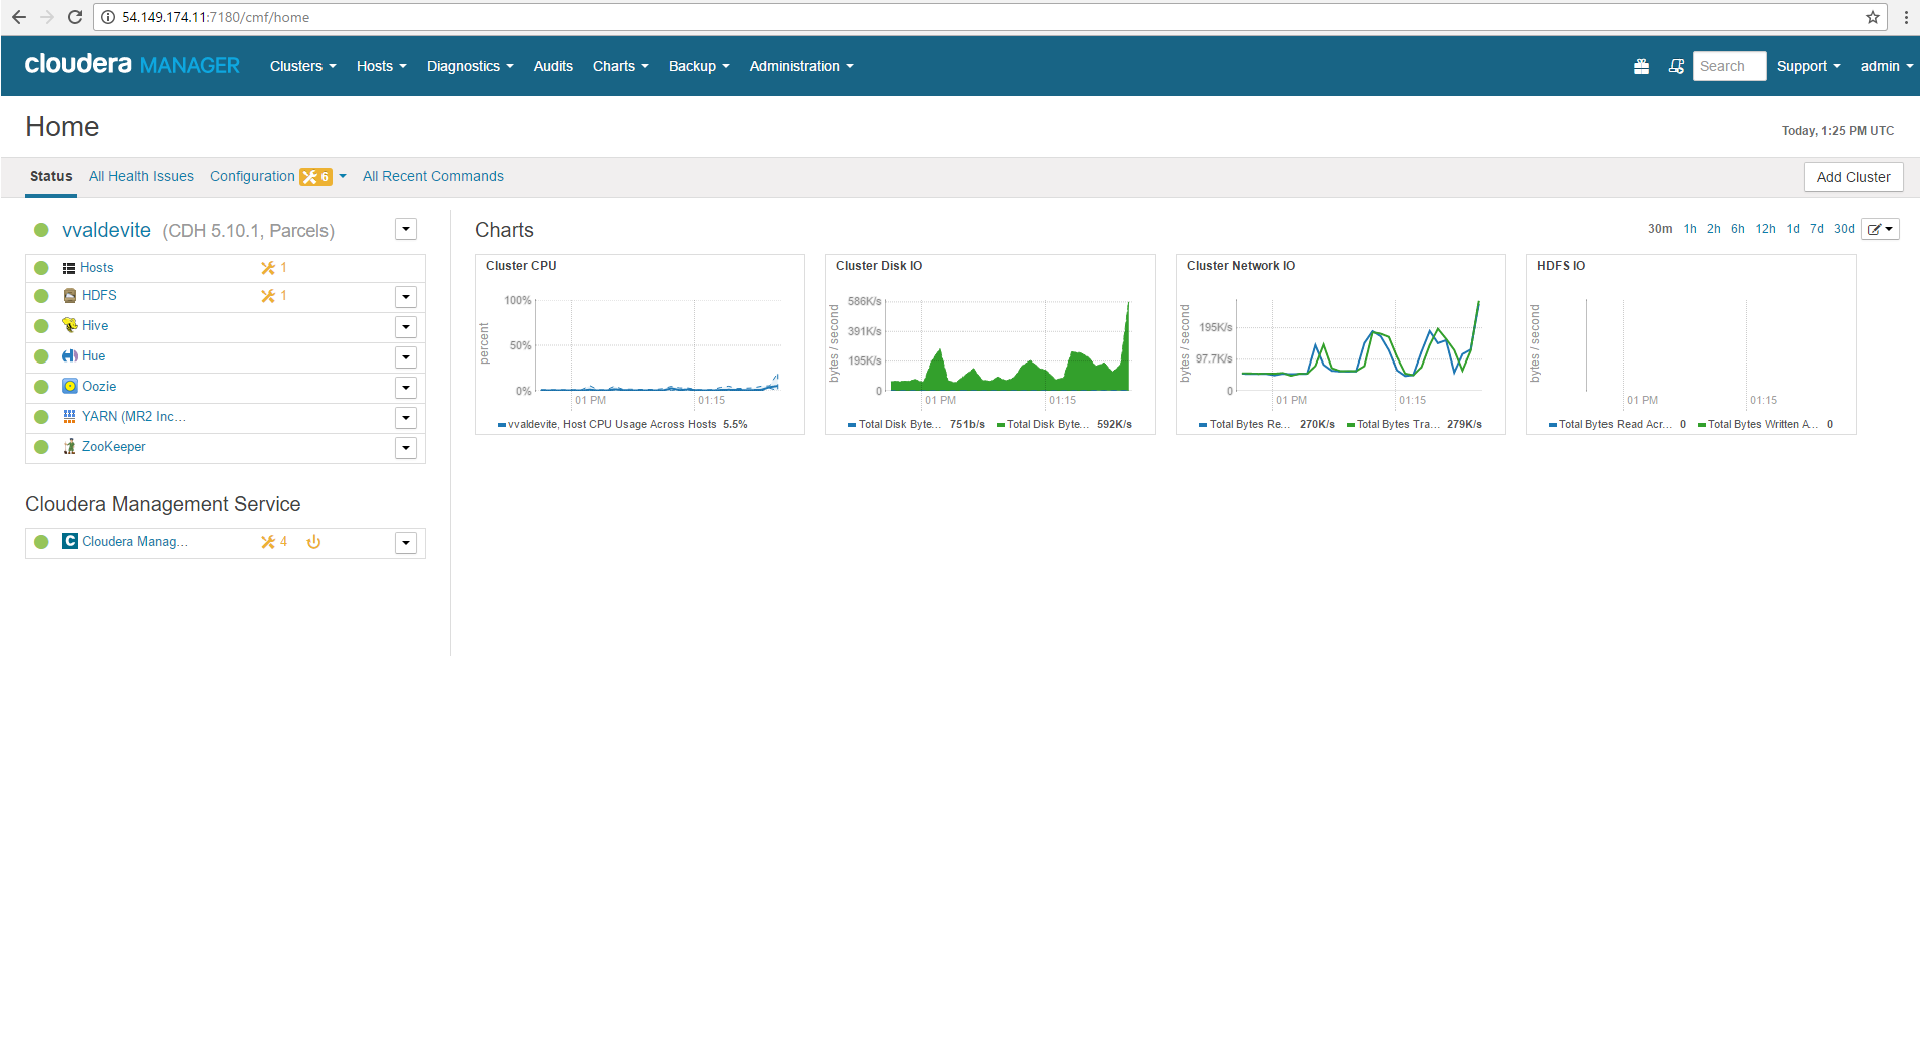 54.149.174.11:7180/cmf/home
cloudera MANAGER Clusters Hosts Diagnostics Audits Charts Backup Administration Search Support admin
Home
Today, 1:25 PM UTC
Status All Health Issues Configuration 6 All Recent Commands Add Cluster
vvaldevite (CDH 5.10.1, Parcels)
Hosts 1
HDFS 1
Hive
Hue
Oozie
YARN (MR2 Inc...
ZooKeeper
Cloudera Management Service
Cloudera Manag... 4
Charts
30m 1h 2h 6h 12h 1d 7d 30d
Cluster CPU
percent
100%
50%
0%
01 PM 01:15
vvaldevite, Host CPU Usage Across Hosts 5.5%
Cluster Disk IO
bytes / second
586K/s
391K/s
195K/s
0
01 PM 01:15
Total Disk Byte... 751b/s Total Disk Byte... 592K/s
Cluster Network IO
bytes / second
195K/s
97.7K/s
0
01 PM 01:15
Total Bytes Re... 270K/s Total Bytes Tra... 279K/s
HDFS IO
bytes / second
01 PM 01:15
Total Bytes Read Acr... 0 Total Bytes Written A... 0